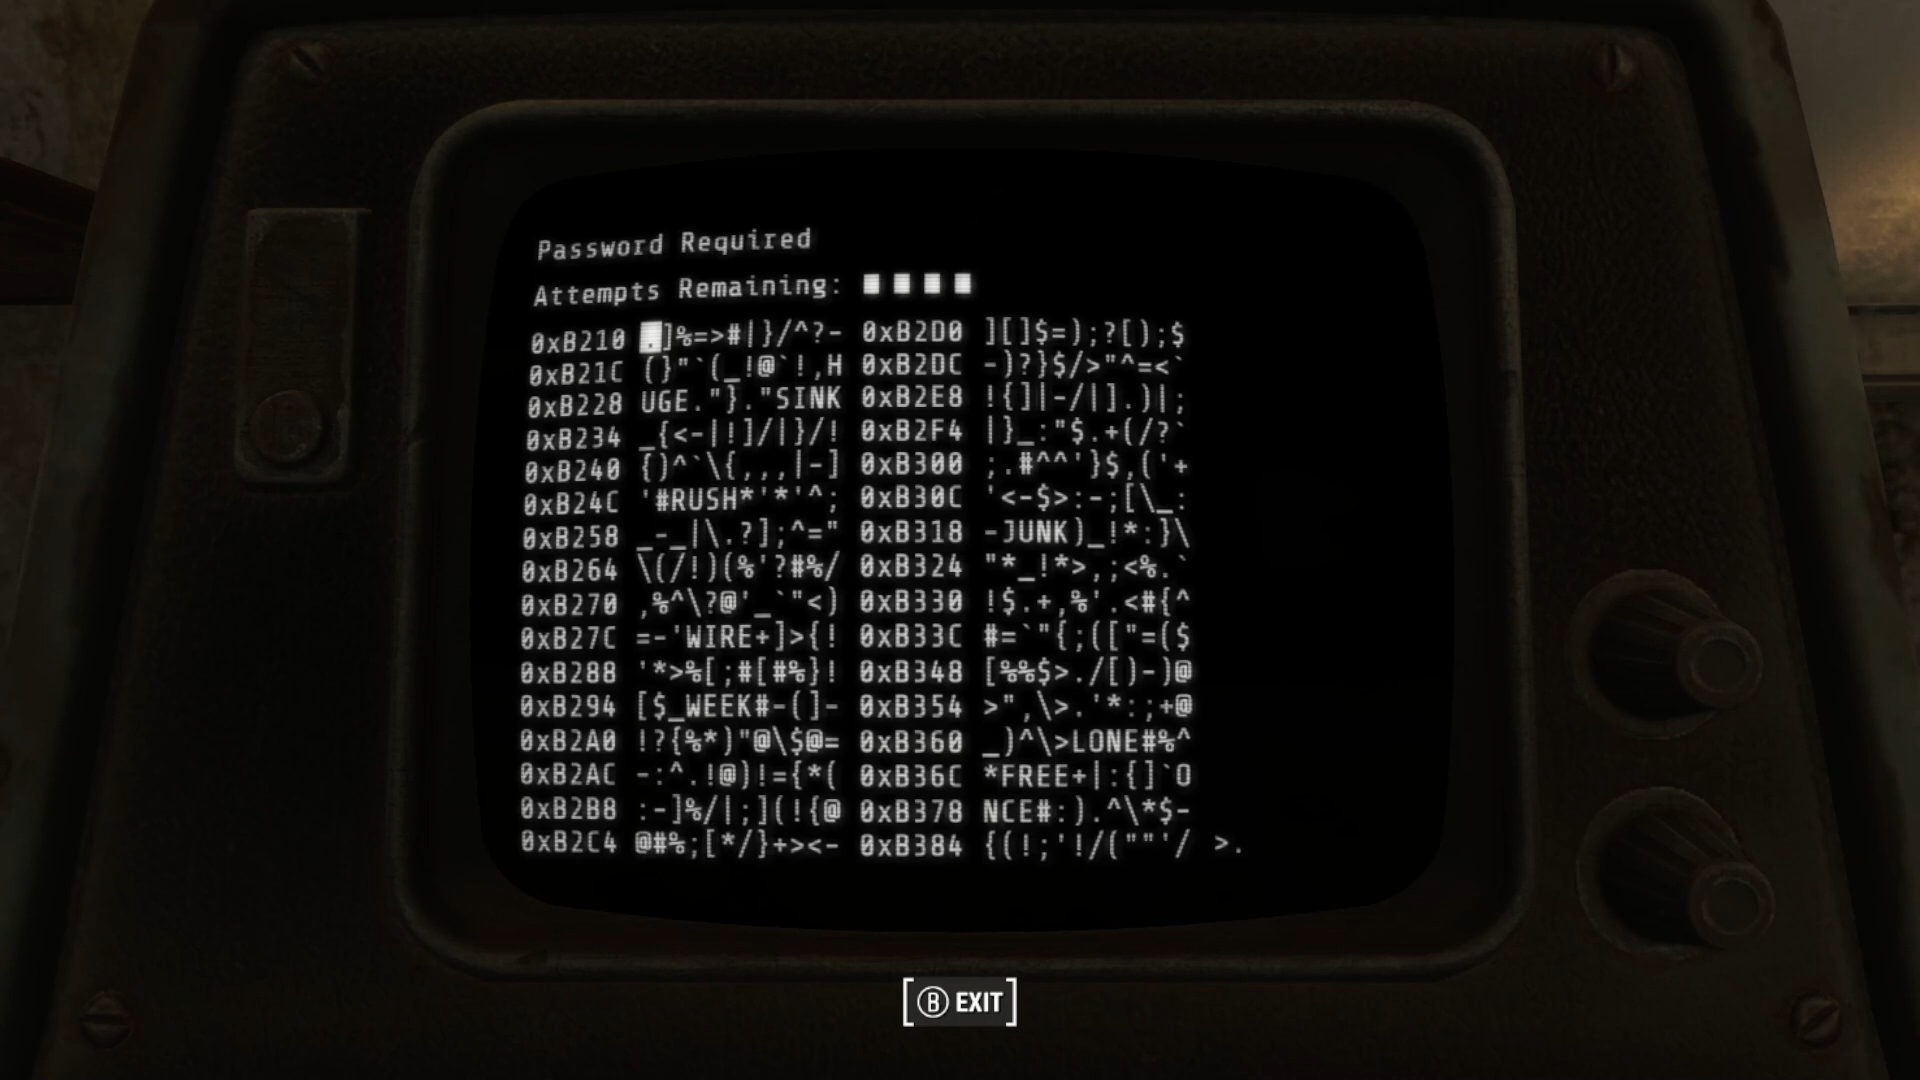 Password Required
Attempts Remaining: ■ ■ ■ ■
0xB210 .]%=>#|}/^?- 0xB2D0 ][]$=);?[);$
0xB21C (}"`(_!@`!,H 0xB2DC -)?}$/>"^=<`
0xB228 UGE."}."SINK 0xB2E8 !{]|-/|].)|;
0xB234 _{<-|!]/|}/! 0xB2F4 |}_:"$.+(/?`
0xB240 {)^`\{,,,|-] 0xB300 ;.#^^'}$,('+
0xB24C '#RUSH*'*'^; 0xB30C '<-$>:-;[\_:
0xB258 _-_|\.?];^=" 0xB318 -JUNK)_!*:}\
0xB264 \(/!)(%'?#%/ 0xB324 "*_!*>,;<%.`
0xB270 ,%^\?@'_`"<) 0xB330 !$.+,%'.<#{^
0xB27C =-'WIRE+]>{! 0xB33C #=`"{;(["=($
0xB288 '*>%[;#[#%}! 0xB348 [%%$>./[)-)@
0xB294 [$_WEEK#-(]- 0xB354 >",\>.'*:;+@
0xB2A0 !?{%*)"@\$@= 0xB360 _)^\>LONE#%^
0xB2AC -:^.!@)!={*( 0xB36C *FREE+|:{]`O
0xB2B8 :-]%/|;](!{@ 0xB378 NCE#:).^\*$-
0xB2C4 @#%;[*/}+><- 0xB384 {(!;'!/(""'/ >.
[Ⓑ EXIT]